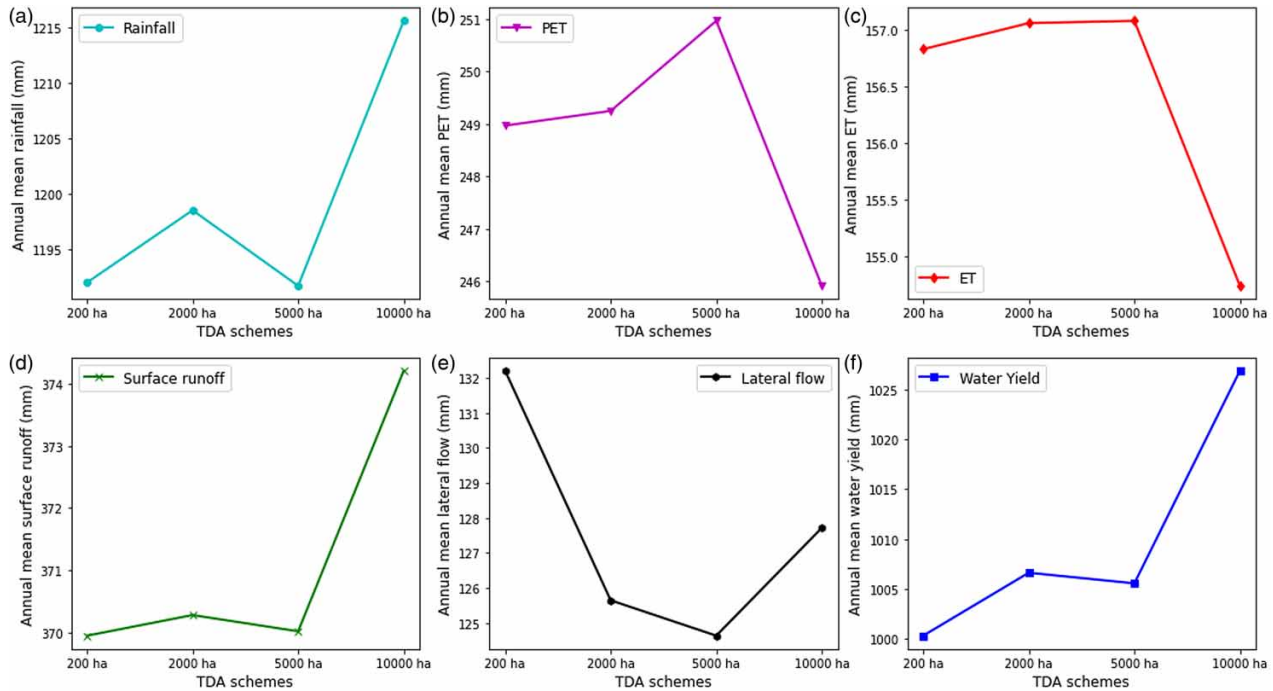 (a)
Rainfall
Annual mean rainfall (mm)
1215
1210
1205
1200
1195
200 ha 2000 ha 5000 ha 10000 ha
TDA schemes
(b)
PET
Annual mean PET (mm)
251
250
249
248
247
246
200 ha 2000 ha 5000 ha 10000 ha
TDA schemes
(c)
ET
Annual mean ET (mm)
157.0
156.5
156.0
155.5
155.0
200 ha 2000 ha 5000 ha 10000 ha
TDA schemes
(d)
Surface runoff
Annual mean surface runoff (mm)
374
373
372
371
370
200 ha 2000 ha 5000 ha 10000 ha
TDA schemes
(e)
Lateral flow
Annual mean lateral flow (mm)
132
131
130
129
128
127
126
125
200 ha 2000 ha 5000 ha 10000 ha
TDA schemes
(f)
Water Yield
Annual mean water yield (mm)
1025
1020
1015
1010
1005
1000
200 ha 2000 ha 5000 ha 10000 ha
TDA schemes